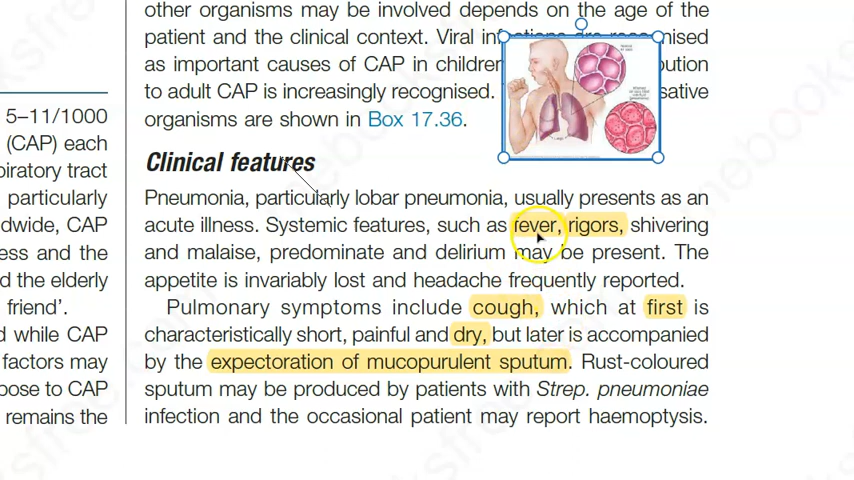 other organisms may be involved depends on the age of the
patient and the clinical context. Viral
as important causes of CAP in children
to adult CAP is increasingly recognised.
organisms are shown in Box 17.36.
Clinical features
Pneumonia, particularly lobar pneumonia, usually presents as an
acute illness. Systemic features, such as fever, rigors, shivering
and malaise, predominate and delirium may be present. The
appetite is invariably lost and headache frequently reported.
Pulmonary symptoms include cough, which at first is
characteristically short, painful and dry, but later is accompanied
by the expectoration of mucopurulent sputum. Rust-coloured
sputum may be produced by patients with Strep. pneumoniae
infection and the occasional patient may report haemoptysis.
5–11/1000
(CAP) each
piratory tract
particularly
dwide, CAP
ess and the
d the elderly
friend'.
d while CAP
factors may
pose to CAP
remains the